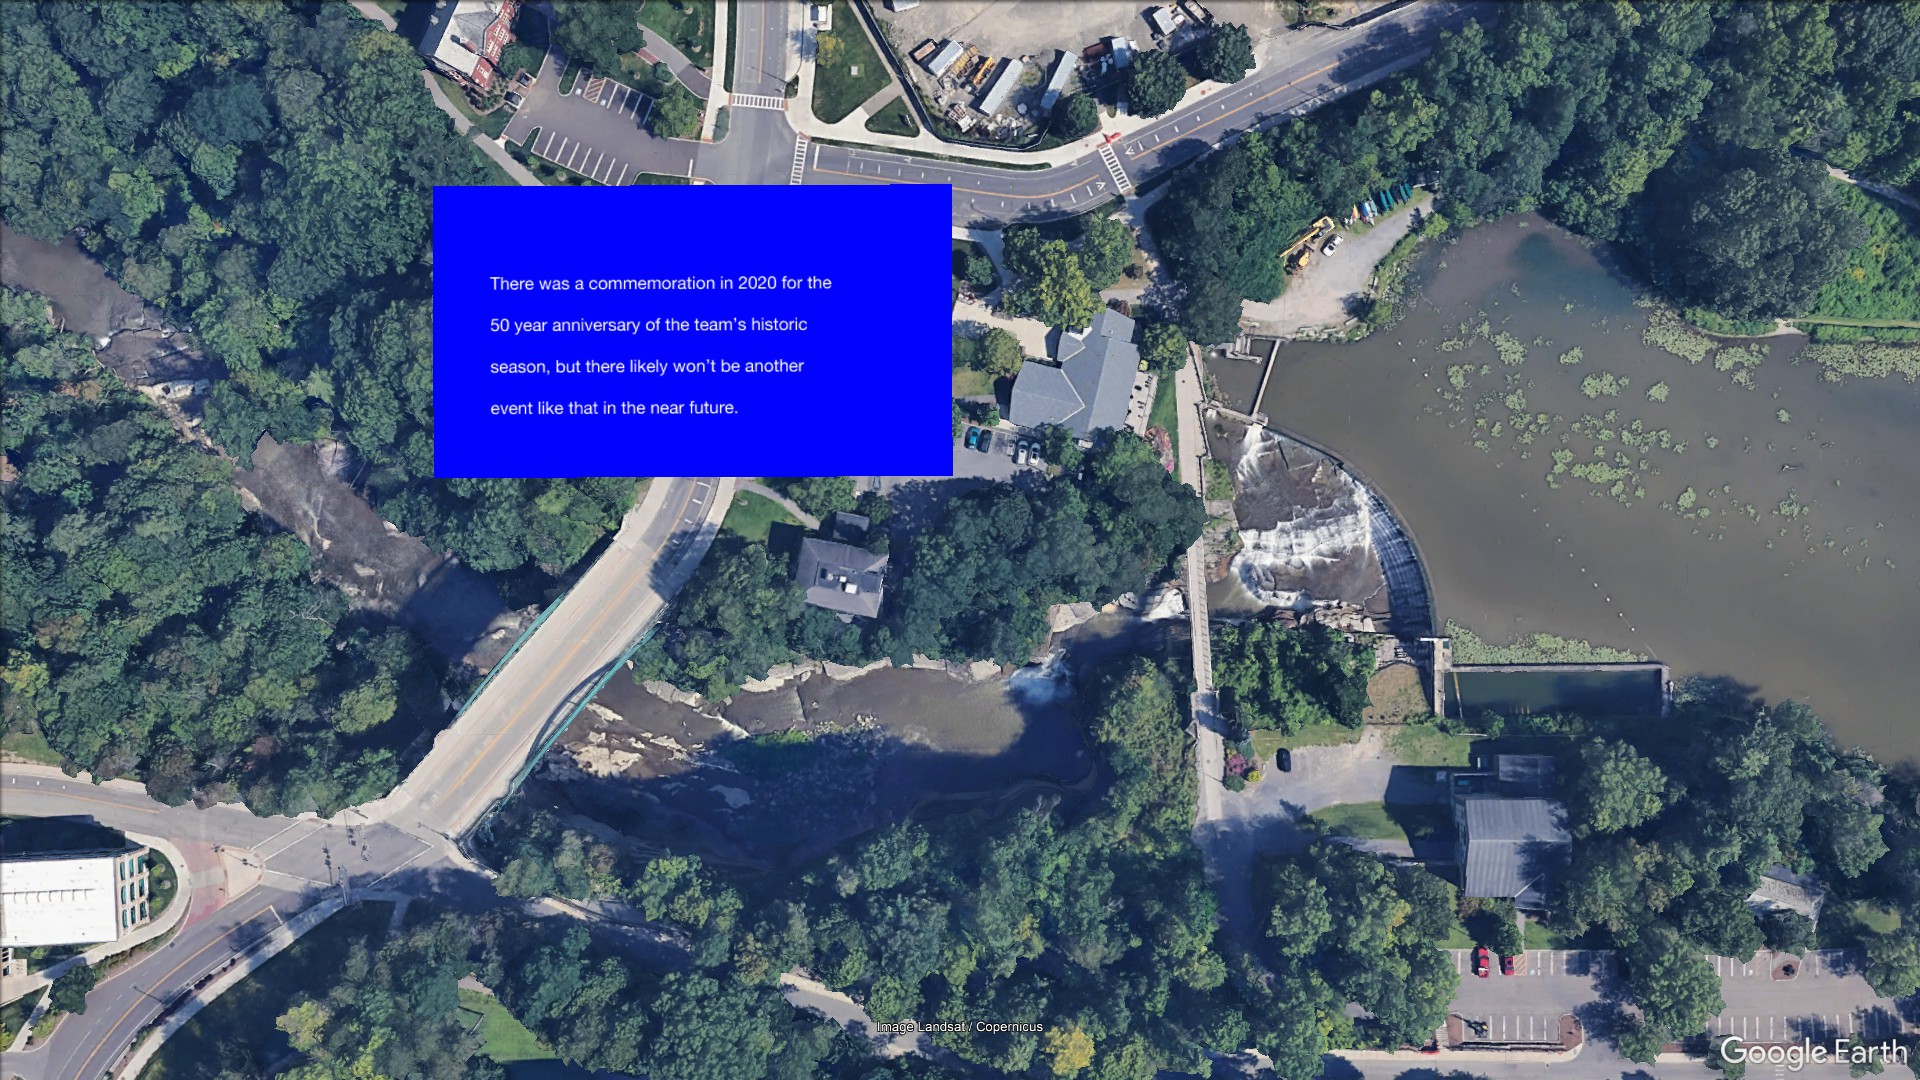 There was a commemoration in 2020 for the
50 year anniversary of the team's historic
season, but there likely won't be another
event like that in the near future.
Image Landsat / Copernicus
Google Earth